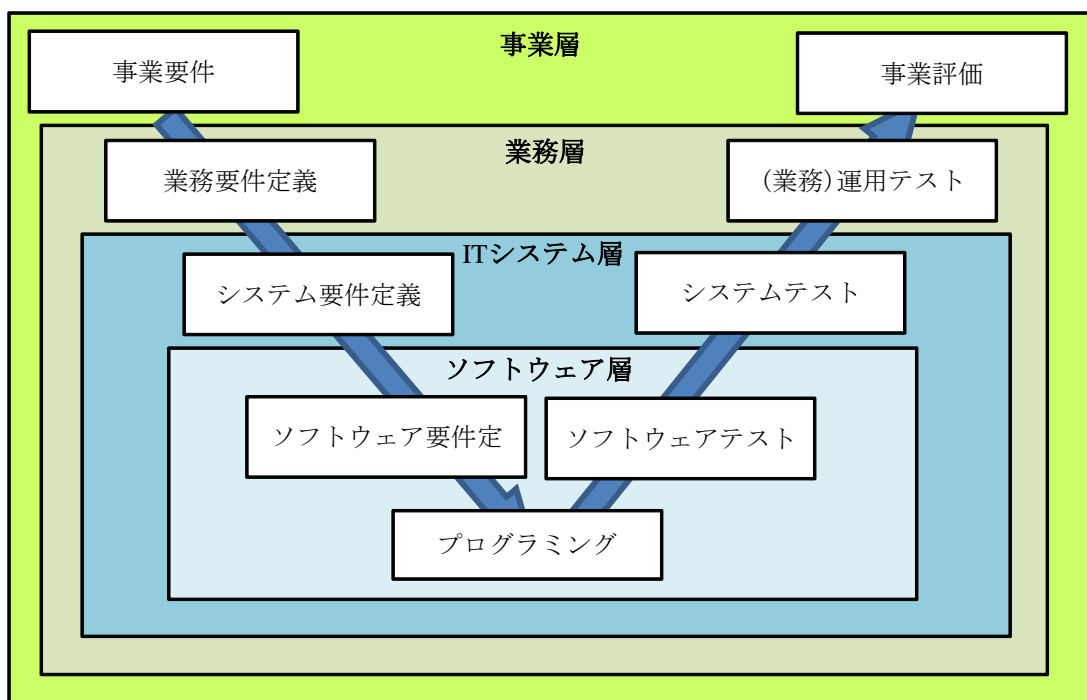 事業層
事業要件
事業評価
業務層
業務要件定義
(業務)運用テスト
ITシステム層
システム要件定義
システムテスト
ソフトウェア層
ソフトウェア要件定
ソフトウェアテスト
プログラミング